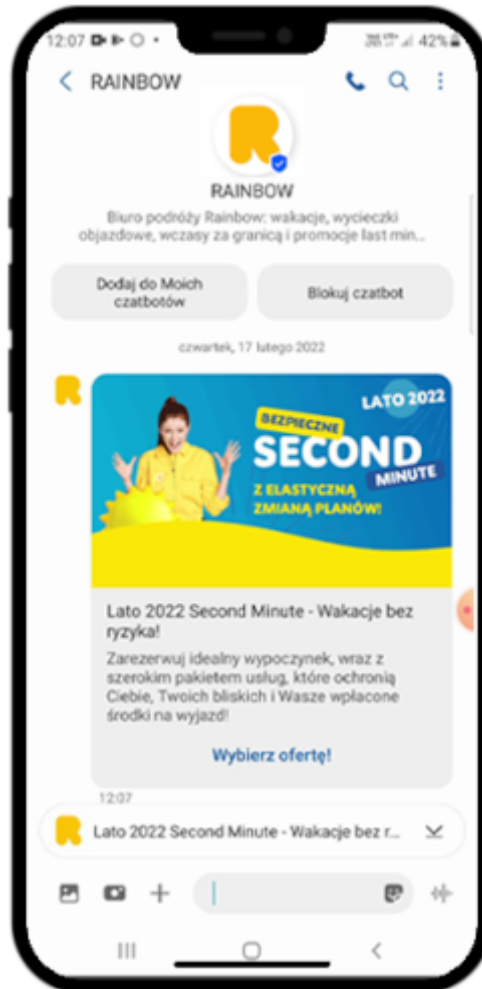 12:07
42%
RAINBOW
RAINBOW
Biuro podróży Rainbow: wakacje, wycieczki
objazdowe, wczasy za granicą i promocje last min...
Dodaj do Moich
czatbotów
Blokuj czatbot
czwartek, 17 lutego 2022
LATO 2022
BEZPIECZNE
SECOND
MINUTE
Z ELASTYCZNĄ
ZMIANĄ PLANÓW!
Lato 2022 Second Minute - Wakacje bez
ryzyka!
Zarezerwuj idealny wypoczynek, wraz z
szerokim pakietem usług, które ochronią
Ciebie, Twoich bliskich i Wasze wpłacone
środki na wyjazd!
Wybierz ofertę!
12:07
Lato 2022 Second Minute - Wakacje bez r...